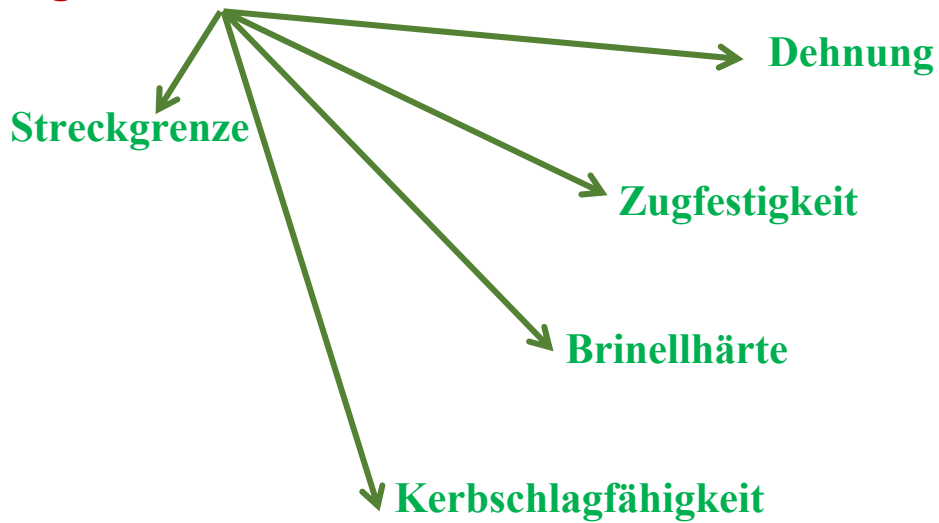 Dehnung
Streckgrenze
Zugfestigkeit
Brinellhärte
Kerbschlagfähigkeit